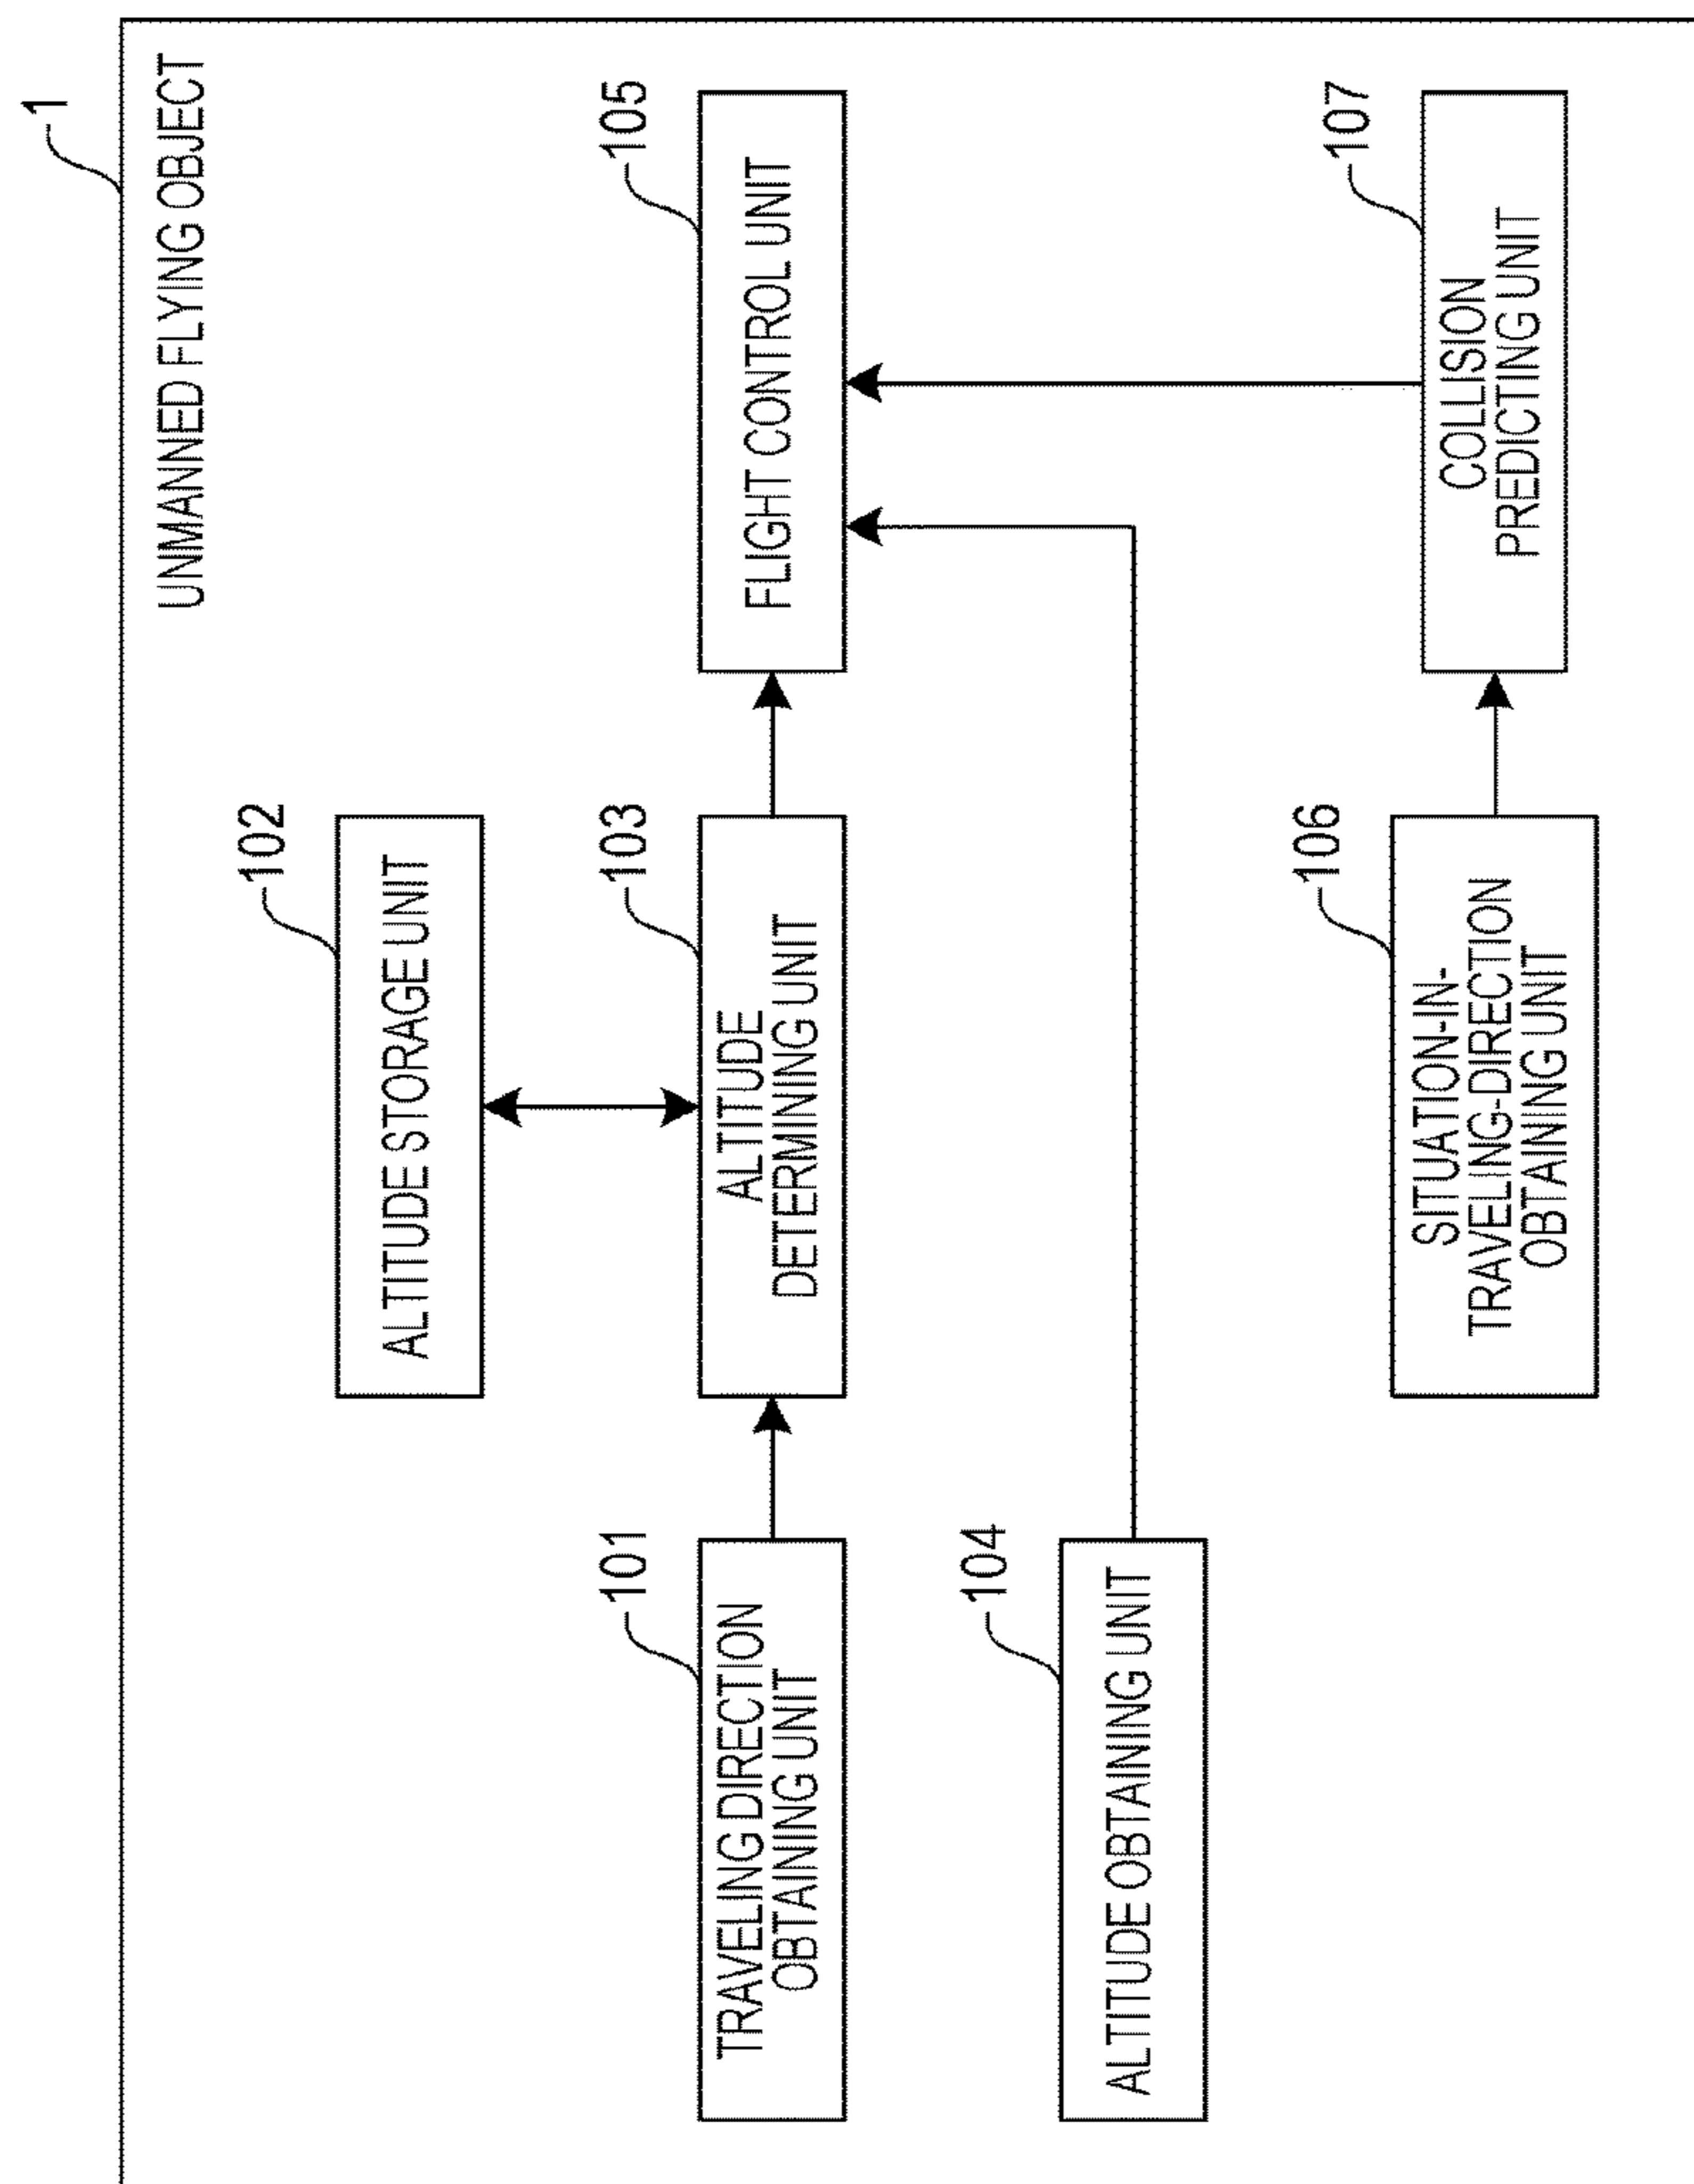 1
UNMANNED FLYING OBJECT
102
ALTITUDE STORAGE UNIT
101
TRAVELING DIRECTION
OBTAINING UNIT
103
ALTITUDE
DETERMINING UNIT
105
FLIGHT CONTROL UNIT
104
ALTITUDE OBTAINING UNIT
106
SITUATION-IN-
TRAVELING-DIRECTION
OBTAINING UNIT
107
COLLISION
PREDICTING UNIT